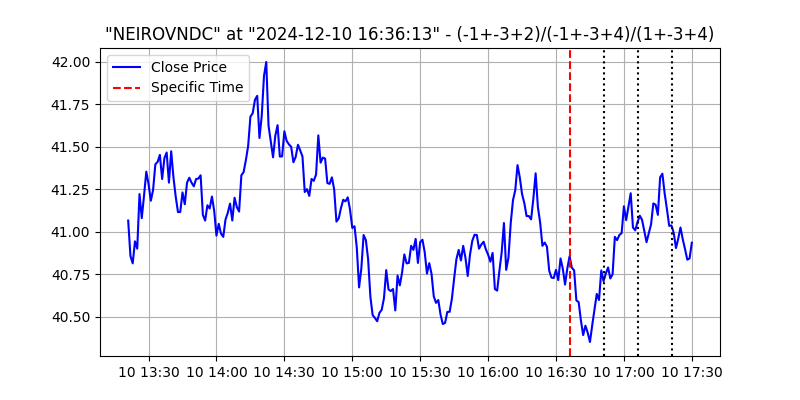 "NEIROVNDC" at "2024-12-10 16:36:13" - (-1+-3+2)/(-1+-3+4)/(1+-3+4)
Close Price
Specific Time
42.00
41.75
41.50
41.25
41.00
40.75
40.50
10 13:30 10 14:00 10 14:30 10 15:00 10 15:30 10 16:00 10 16:30 10 17:00 10 17:30